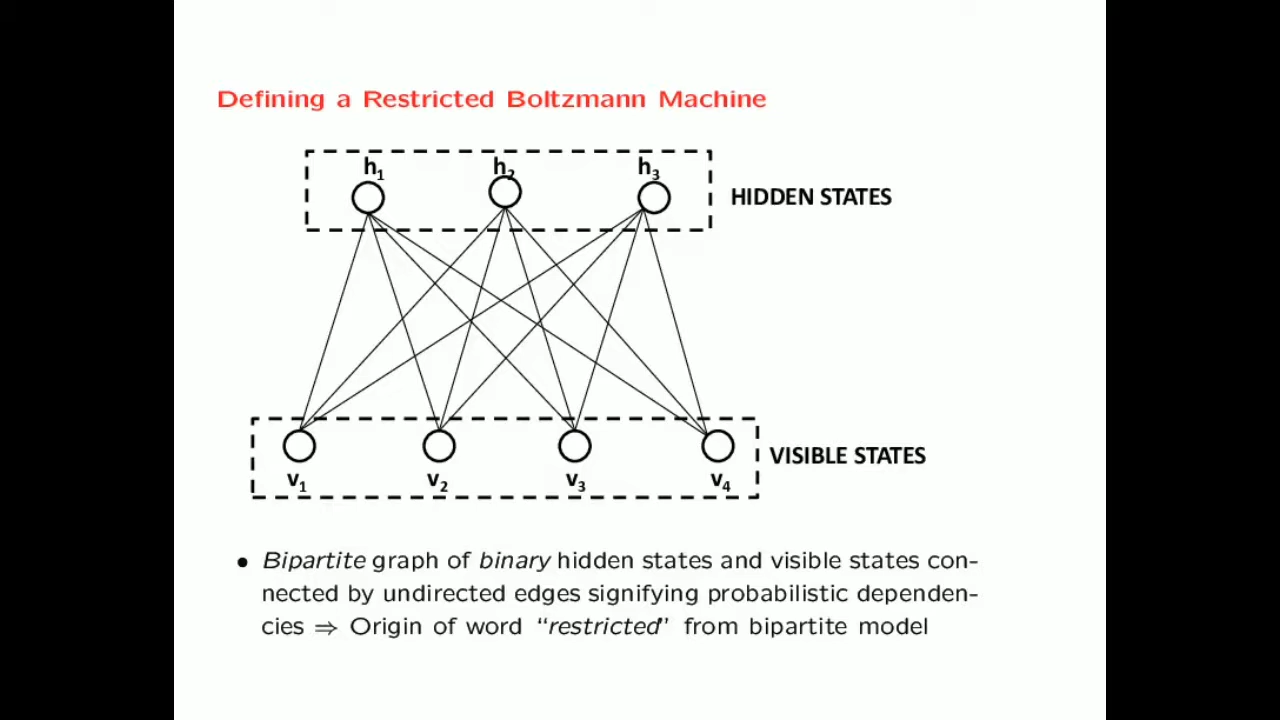 Defining a Restricted Boltzmann Machine
h1 h2 h3
HIDDEN STATES
VISIBLE STATES
v1 v2 v3 v4
• Bipartite graph of binary hidden states and visible states con-
nected by undirected edges signifying probabilistic dependen-
cies ⇒ Origin of word “restricted” from bipartite model